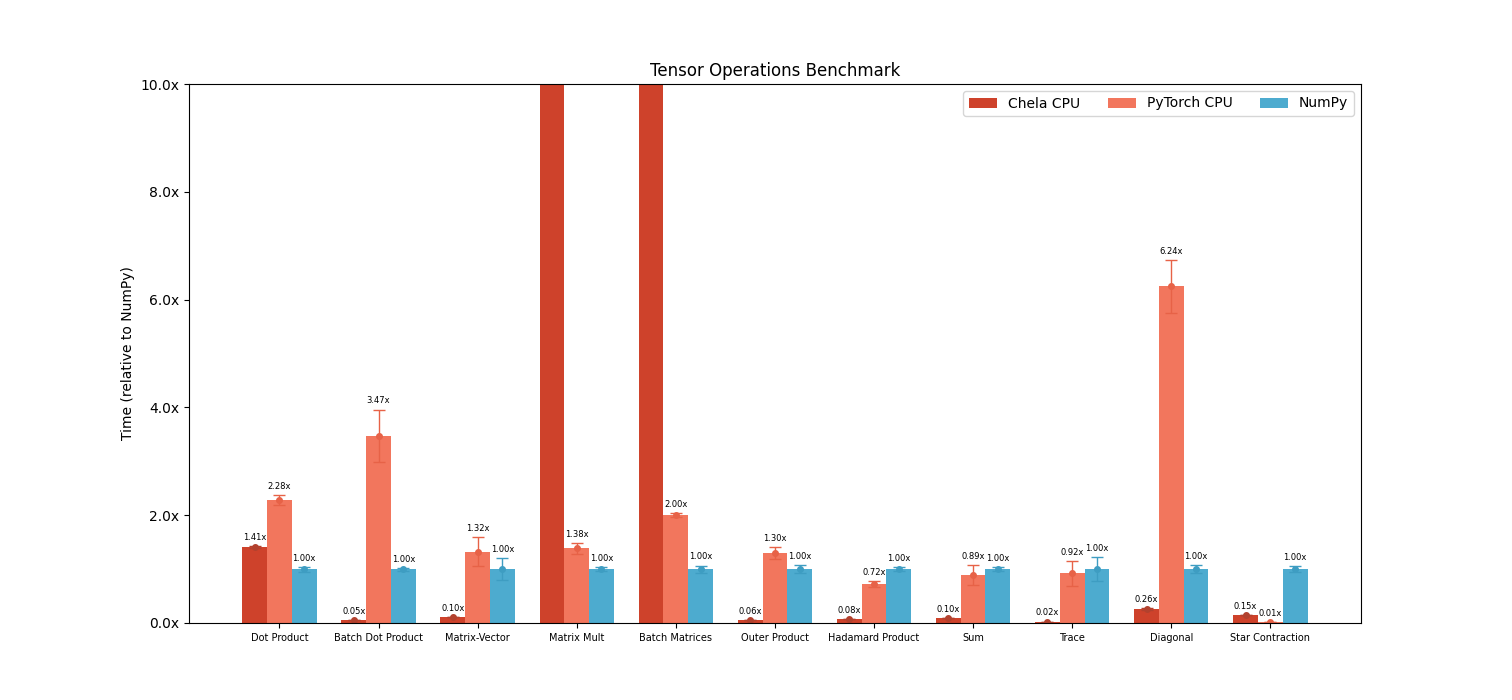 Tensor Operations Benchmark
Chela CPU PyTorch CPU NumPy
Time (relative to NumPy)
10.0x
8.0x
6.0x
4.0x
2.0x
0.0x
1.41x 2.28x 1.00x
0.05x 3.47x 1.00x
0.10x 1.32x 1.00x
1.38x 1.00x
2.00x 1.00x
0.06x 1.30x 1.00x
0.08x 0.72x 1.00x
0.10x 0.89x 1.00x
0.02x 0.92x 1.00x
0.26x 6.24x 1.00x
0.15x 0.01x 1.00x
Dot Product Batch Dot Product Matrix-Vector Matrix Mult Batch Matrices Outer Product Hadamard Product Sum Trace Diagonal Star Contraction